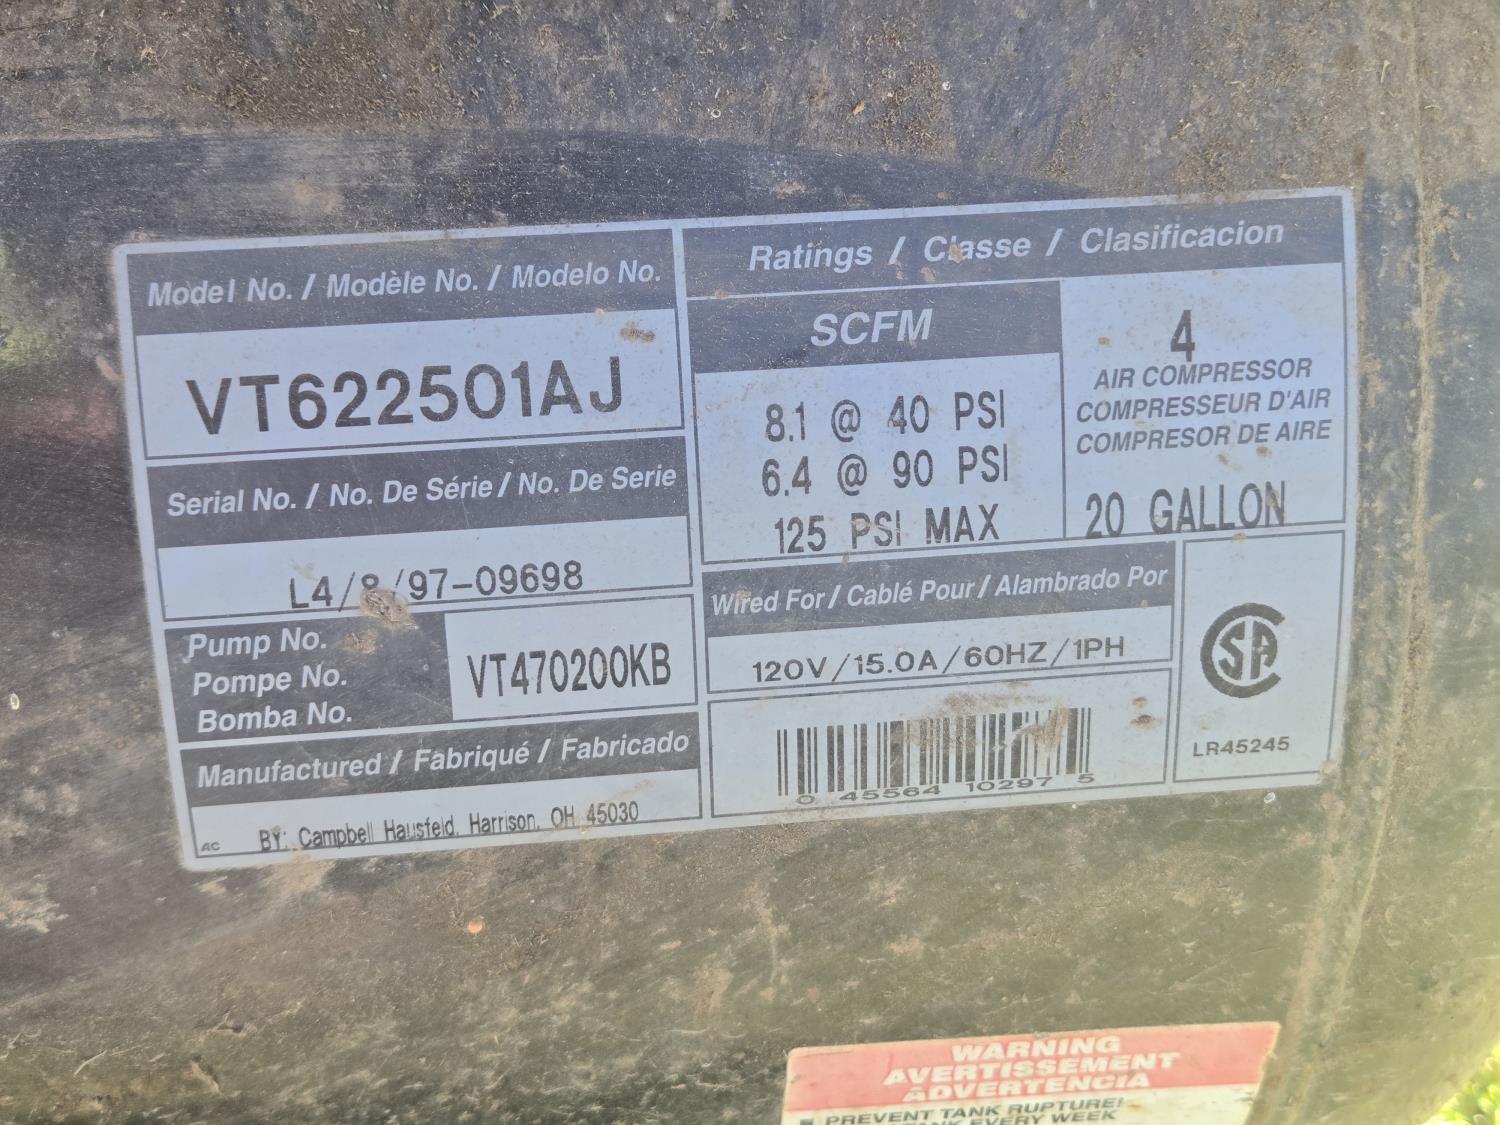 Model No. / Modèle No. / Modelo No.
VT622501AJ
Serial No. / No. De Série / No. De Serie
L4/8/97-09698
Pump No.
Pompe No.
Bomba No.
VT470200KB
Manufactured / Fabriqué / Fabricado
AC
BY: Campbell Hausfeld, Harrison, OH 45030
Ratings / Classe / Clasificacion
SCFM
8.1 @ 40 PSI
6.4 @ 90 PSI
125 PSI MAX
4
AIR COMPRESSOR
COMPRESSEUR D'AIR
COMPRESOR DE AIRE
20 GALLON
Wired For / Cablé Pour / Alambrado Por
120V/15.0A/60HZ/1PH
0 45564 10297 5
CSA
LR45245
WARNING
AVERTISSEMENT
ADVERTENCIA
PREVENT TANK RUPTURE!
EVERY WEEK